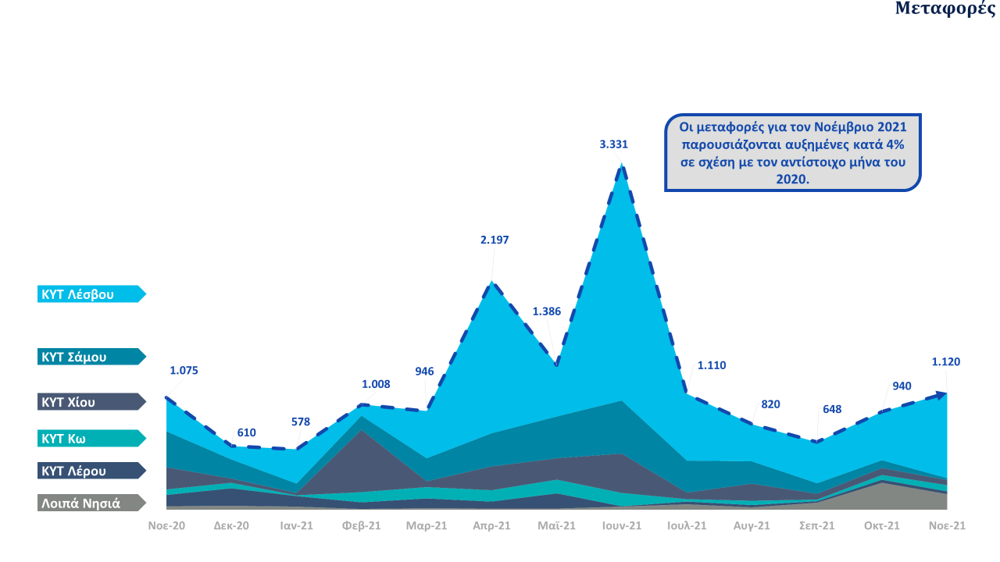 Μεταφορές
Οι μεταφορές για τον Νοέμβριο 2021
παρουσιάζονται αυξημένες κατά 4%
σε σχέση με τον αντίστοιχο μήνα του
2020.
3.331
2.197
1.386
ΚΥΤ Λέσβου
ΚΥΤ Σάμου
ΚΥΤ Χίου
ΚΥΤ Κω
ΚΥΤ Λέρου
Λοιπά Νησιά
1.075
610
578
1.008
946
1.110
820
648
940
1.120
Νοε-20
Δεκ-20
Ιαν-21
Φεβ-21
Μαρ-21
Απρ-21
Μαϊ-21
Ιουν-21
Ιουλ-21
Αυγ-21
Σεπ-21
Οκτ-21
Νοε-21